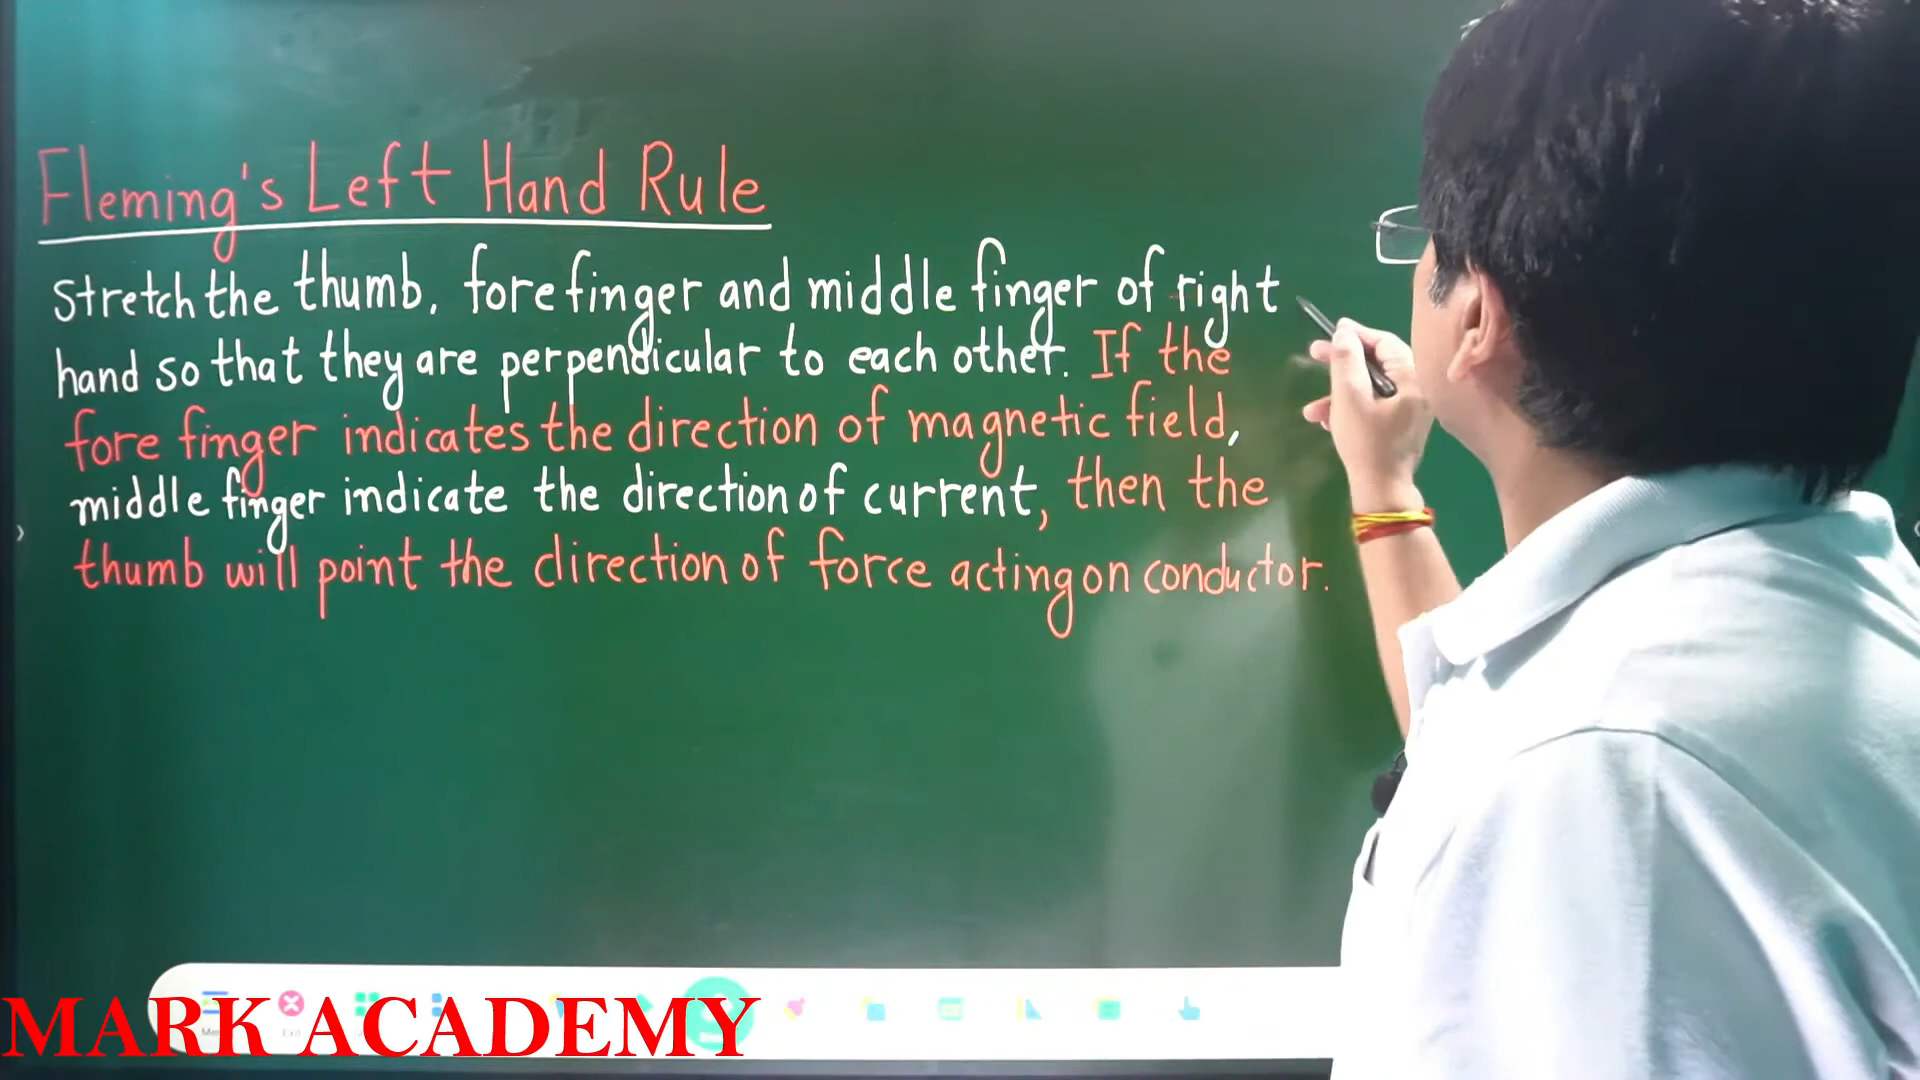 Fleming's Left Hand Rule
Stretch the thumb, fore finger and middle finger of right
hand so that they are perpendicular to each other. If the
fore finger indicates the direction of magnetic field,
middle finger indicate the direction of current, then the
thumb will point the direction of force acting on conductor.
MARK ACADEMY